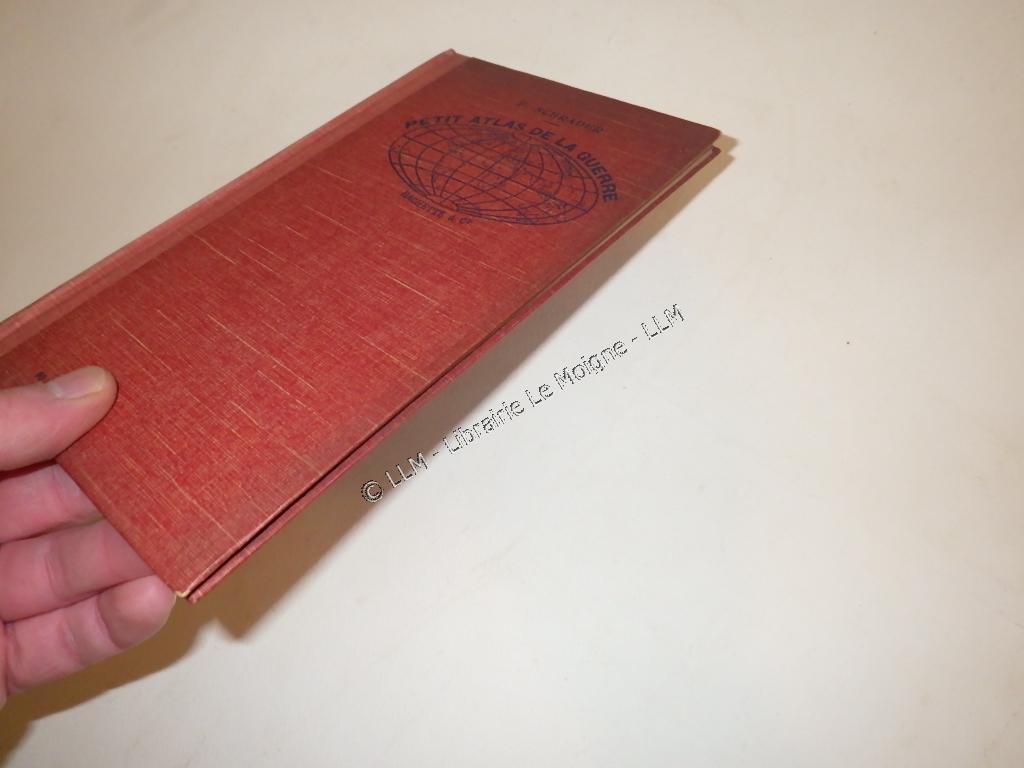 F. SCHRADER
PETIT ATLAS DE LA GUERRE
HACHETTE & Cie
© LLM - Librairie Le Moigne - LLM